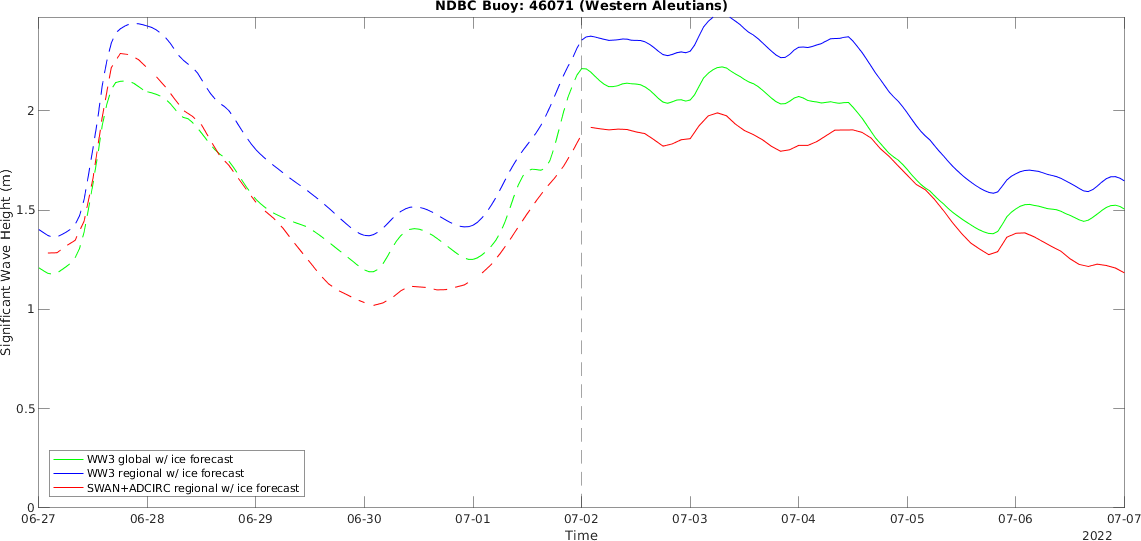 NDBC Buoy: 46071 (Western Aleutians)
Significant Wave Height (m)
2
1.5
1
0.5
0
WW3 global w/ ice forecast
WW3 regional w/ ice forecast
SWAN+ADCIRC regional w/ ice forecast
06-27 06-28 06-29 06-30 07-01 07-02 07-03 07-04 07-05 07-06 07-07
Time
2022